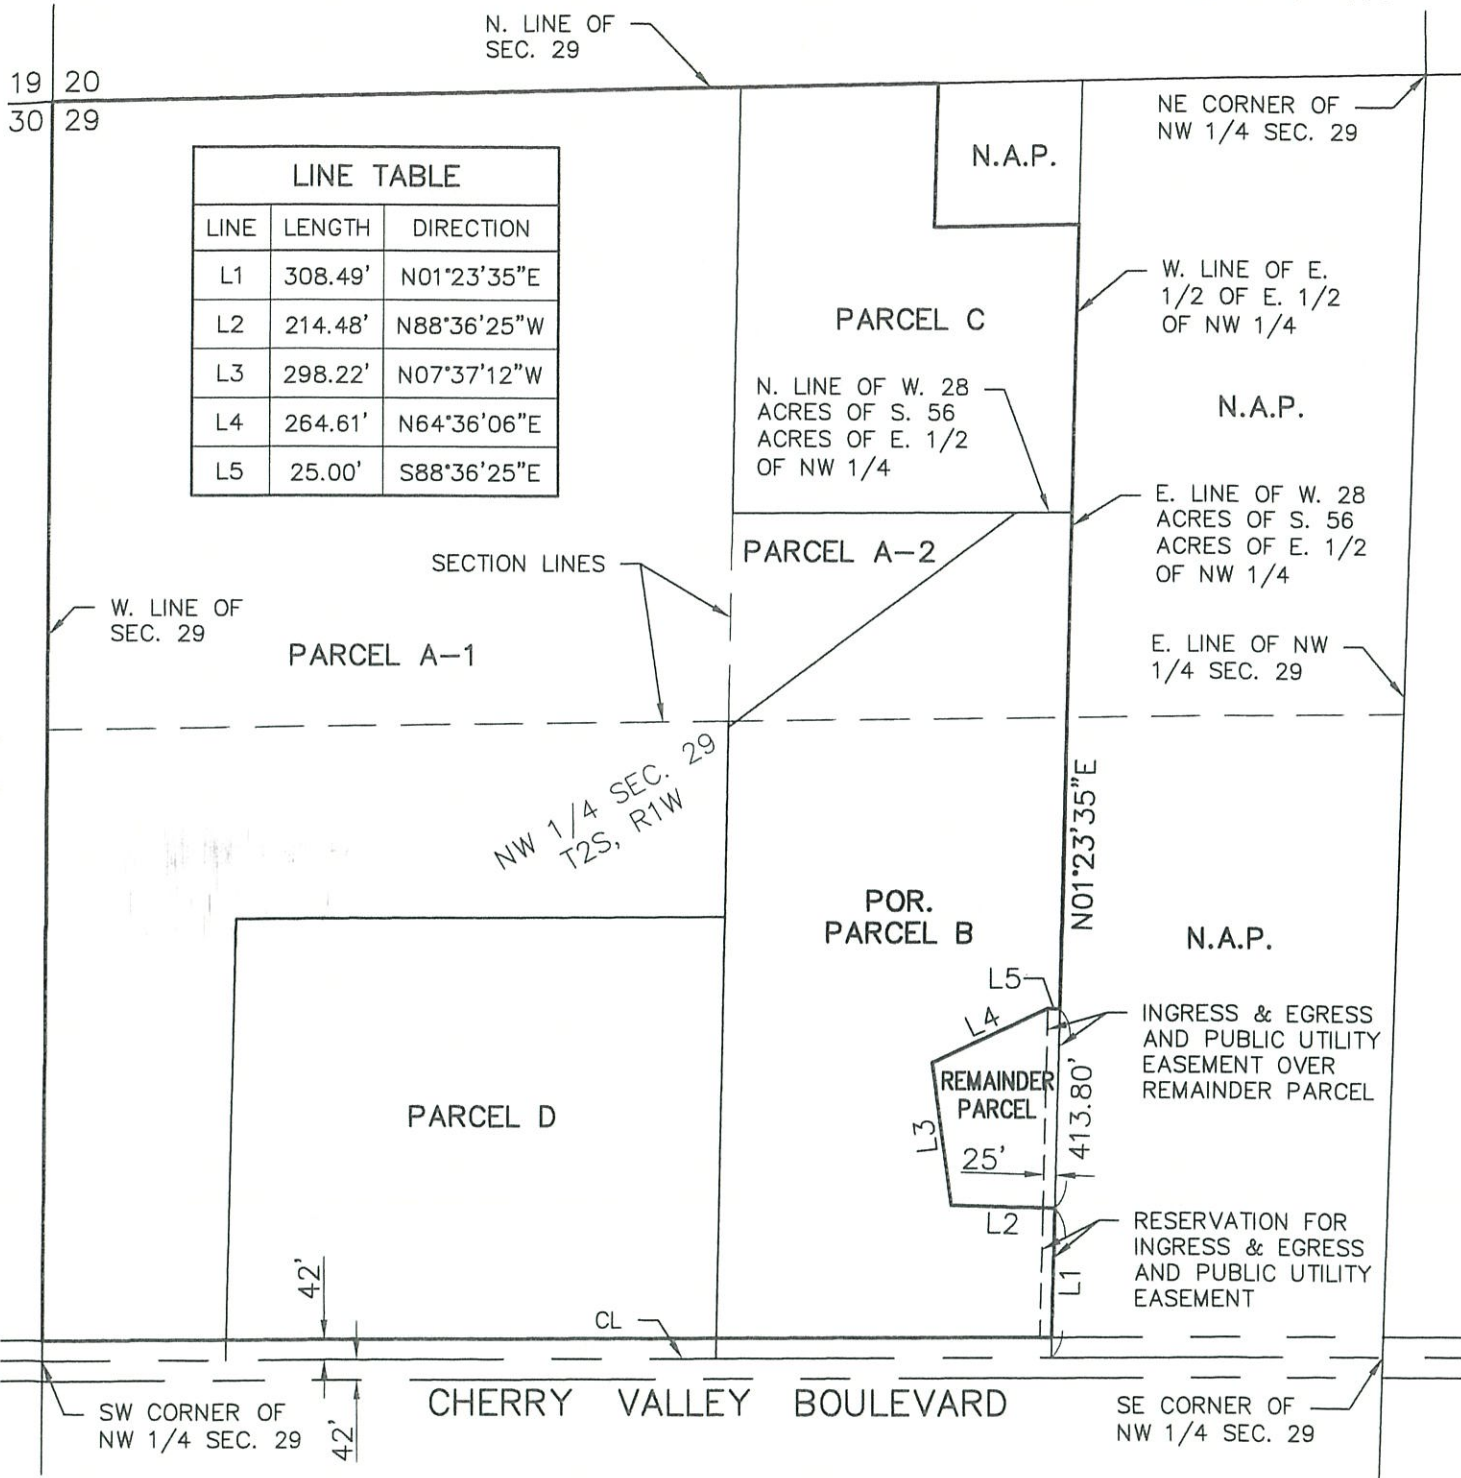 N. LINE OF
SEC. 29
19 20
30 29
NE CORNER OF
NW 1/4 SEC. 29
N.A.P.
LINE TABLE
LINE LENGTH DIRECTION
L1 308.49' N01°23'35"E
L2 214.48' N88°36'25"W
L3 298.22' N07°37'12"W
L4 264.61' N64°36'06"E
L5 25.00' S88°36'25"E
W. LINE OF E.
1/2 OF E. 1/2
OF NW 1/4
PARCEL C
N. LINE OF W. 28
ACRES OF S. 56
ACRES OF E. 1/2
OF NW 1/4
N.A.P.
E. LINE OF W. 28
ACRES OF S. 56
ACRES OF E. 1/2
OF NW 1/4
PARCEL A-2
SECTION LINES
W. LINE OF
SEC. 29
PARCEL A-1
E. LINE OF NW
1/4 SEC. 29
NW 1/4 SEC. 29
T2S, R1W
N01°23'35"E
POR.
PARCEL B
N.A.P.
L5
L4
INGRESS & EGRESS
AND PUBLIC UTILITY
EASEMENT OVER
REMAINDER PARCEL
REMAINDER
PARCEL
413.80'
PARCEL D
L3
25'
L2
RESERVATION FOR
INGRESS & EGRESS
AND PUBLIC UTILITY
EASEMENT
L1
42'
CL
CHERRY VALLEY BOULEVARD
SW CORNER OF
NW 1/4 SEC. 29
42'
SE CORNER OF
NW 1/4 SEC. 29